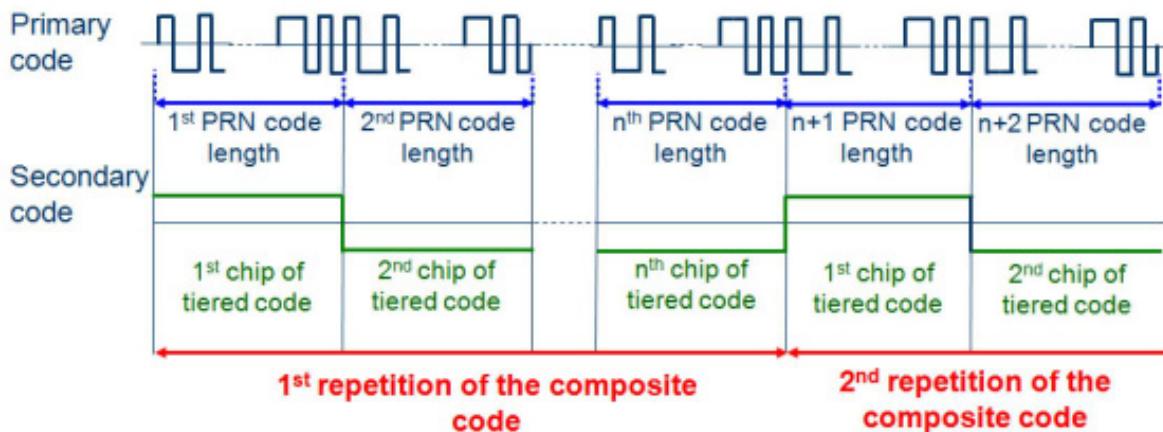 Primary
code
1st PRN code
length
2nd PRN code
length
nth PRN code
length
n+1 PRN code
length
n+2 PRN code
length
Secondary
code
1st chip of
tiered code
2nd chip of
tiered code
nth chip of
tiered code
1st chip of
tiered code
2nd chip of
tiered code
1st repetition of the composite
code
2nd repetition of the
composite code